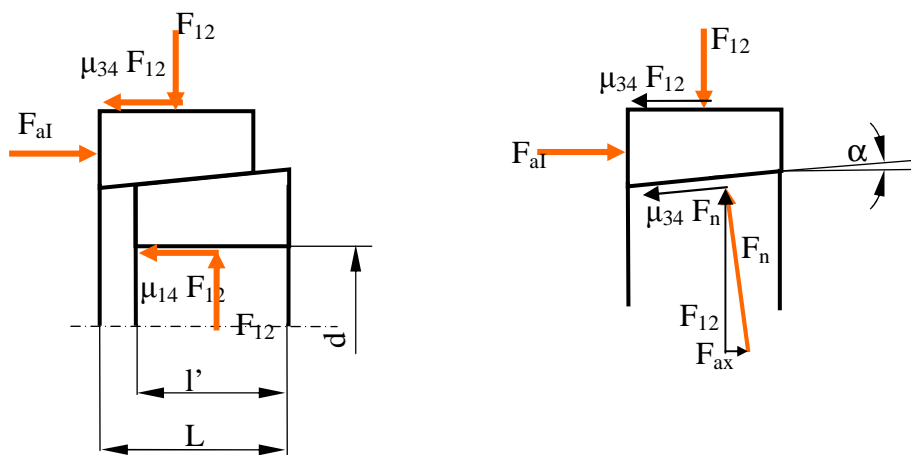 F12
μ34 F12
FaI
μ14 F12
F12
d
l’
L
F12
μ34 F12
FaI
α
μ34 Fn
Fn
F12
Fax